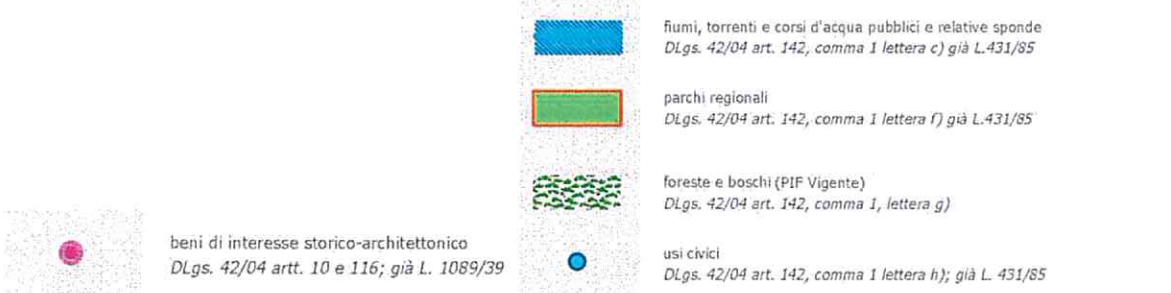 fiumi, torrenti e corsi d'acqua pubblici e relative sponde
DLgs. 42/04 art. 142, comma 1 lettera c) già L.431/85
parchi regionali
DLgs. 42/04 art. 142, comma 1 lettera f) già L.431/85
foreste e boschi (PIF Vigente)
DLgs. 42/04 art. 142, comma 1, lettera g)
beni di interesse storico-architettonico
DLgs. 42/04 artt. 10 e 116; già L. 1089/39
usi civici
DLgs. 42/04 art. 142, comma 1 lettera h); già L. 431/85